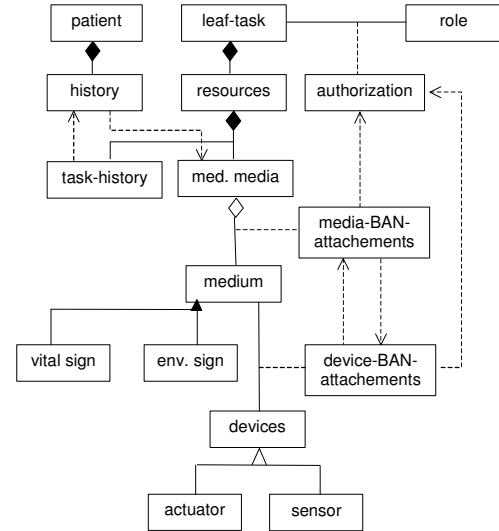 patient
leaf-task
role
history
resources
authorization
task-history
med. media
media-BAN-
attachements
medium
vital sign
env. sign
device-BAN-
attachements
devices
actuator
sensor